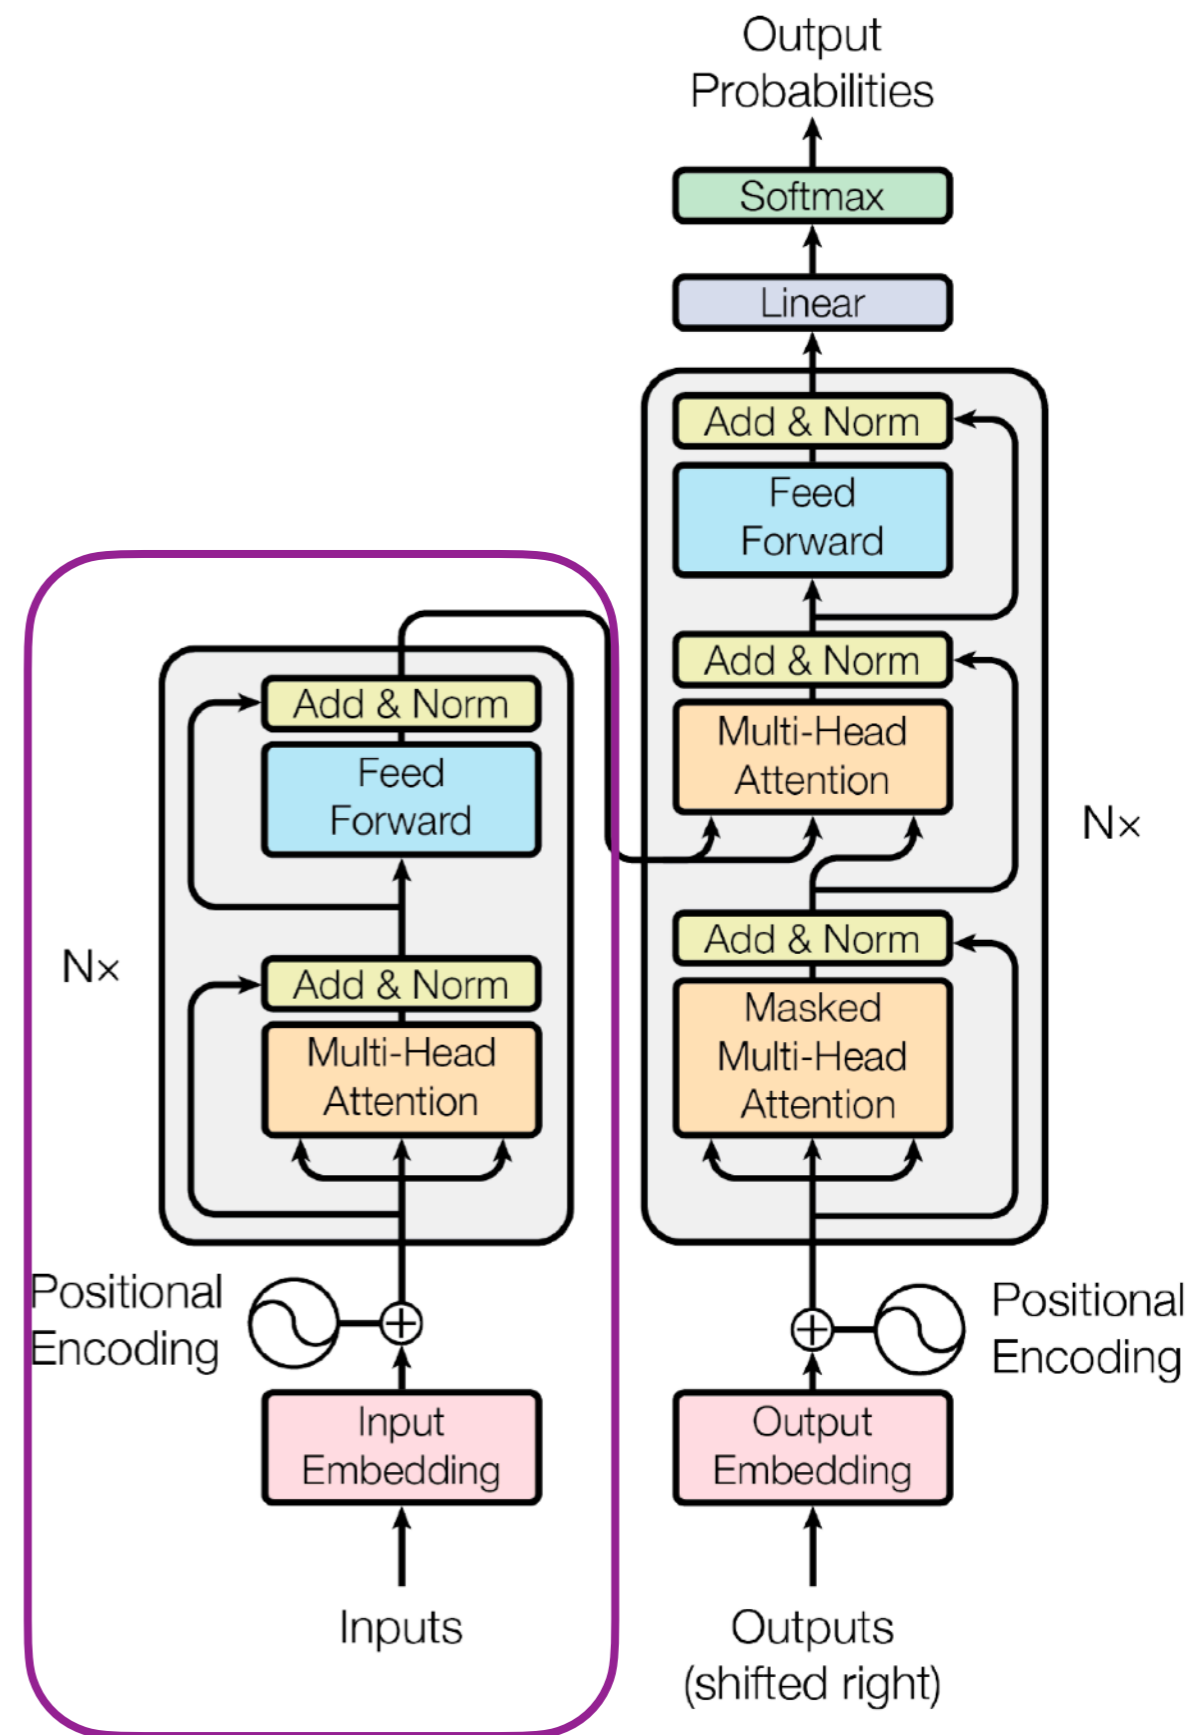 Output
Probabilities
Softmax
Linear
Add & Norm
Feed
Forward
Add & Norm
Multi-Head
Attention
Nx
Add & Norm
Masked
Multi-Head
Attention
Positional
Encoding
Output
Embedding
Outputs
(shifted right)
Add & Norm
Feed
Forward
Nx
Add & Norm
Multi-Head
Attention
Positional
Encoding
Input
Embedding
Inputs